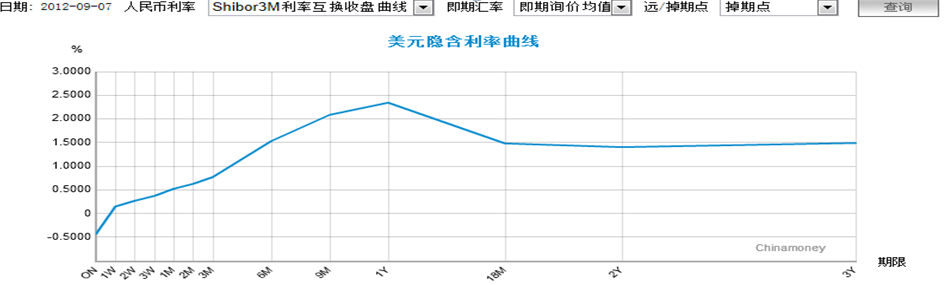 日期: 2012-09-07 人民币利率 Shibor3M利率互换收盘曲线 即期汇率 即期询价均值 远/掉期点 掉期点 查询
美元隐含利率曲线
%
3.0000
2.5000
2.0000
1.5000
1.0000
0.5000
0
-0.5000
Chinamoney
ON 1W 2W 3W 1M 2M 3M 6M 9M 1Y 18M 2Y 3Y 期限